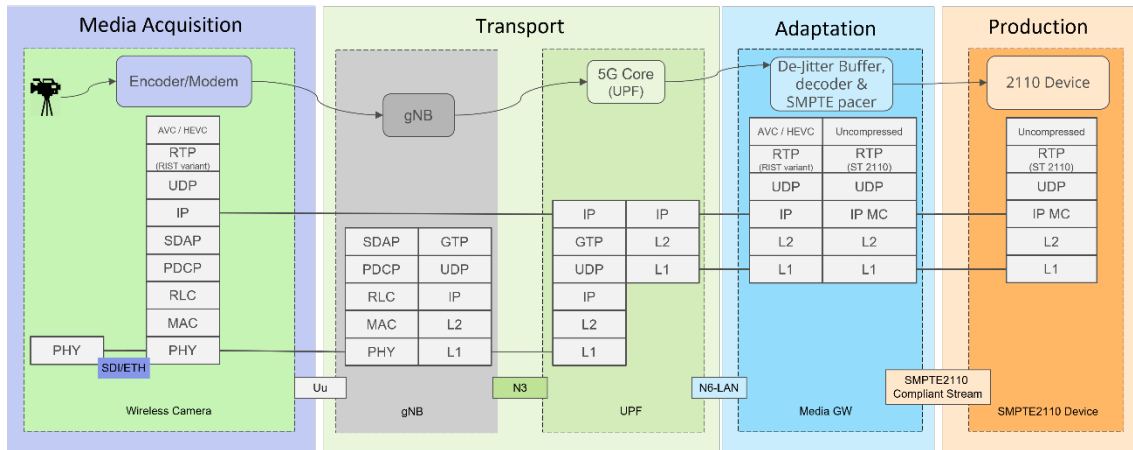 Media Acquisition
Transport
Adaptation
Production
Encoder/Modem
gNB
5G Core
(UPF)
De-Jitter Buffer,
decoder &
SMPTE pacer
2110 Device
AVC / HEVC
RTP
(RIST variant)
UDP
IP
SDAP
PDCP
RLC
MAC
PHY
PHY
SDI/ETH
Wireless Camera
Uu
SDAP GTP
PDCP UDP
RLC IP
MAC L2
PHY L1
gNB
N3
IP IP
GTP L2
UDP L1
IP
L2
L1
UPF
N6-LAN
AVC / HEVC Uncompressed
RTP RTP
(RIST variant) (ST 2110)
UDP UDP
IP IP MC
L2 L2
L1 L1
Media GW
SMPTE2110
Compliant Stream
Uncompressed
RTP
(ST 2110)
UDP
IP MC
L2
L1
SMPTE2110 Device